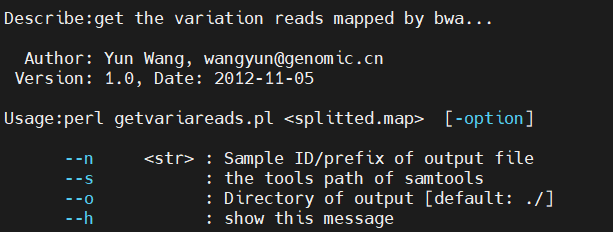 Describe:get the variation reads mapped by bwa...
Author: Yun Wang, wangyun@genomic.cn
Version: 1.0, Date: 2012-11-05
Usage:perl getvariareads.pl <splitted.map> [-option]
--n <str> : Sample ID/prefix of output file
--s : the tools path of samtools
--o : Directory of output [default: ./]
--h : show this message